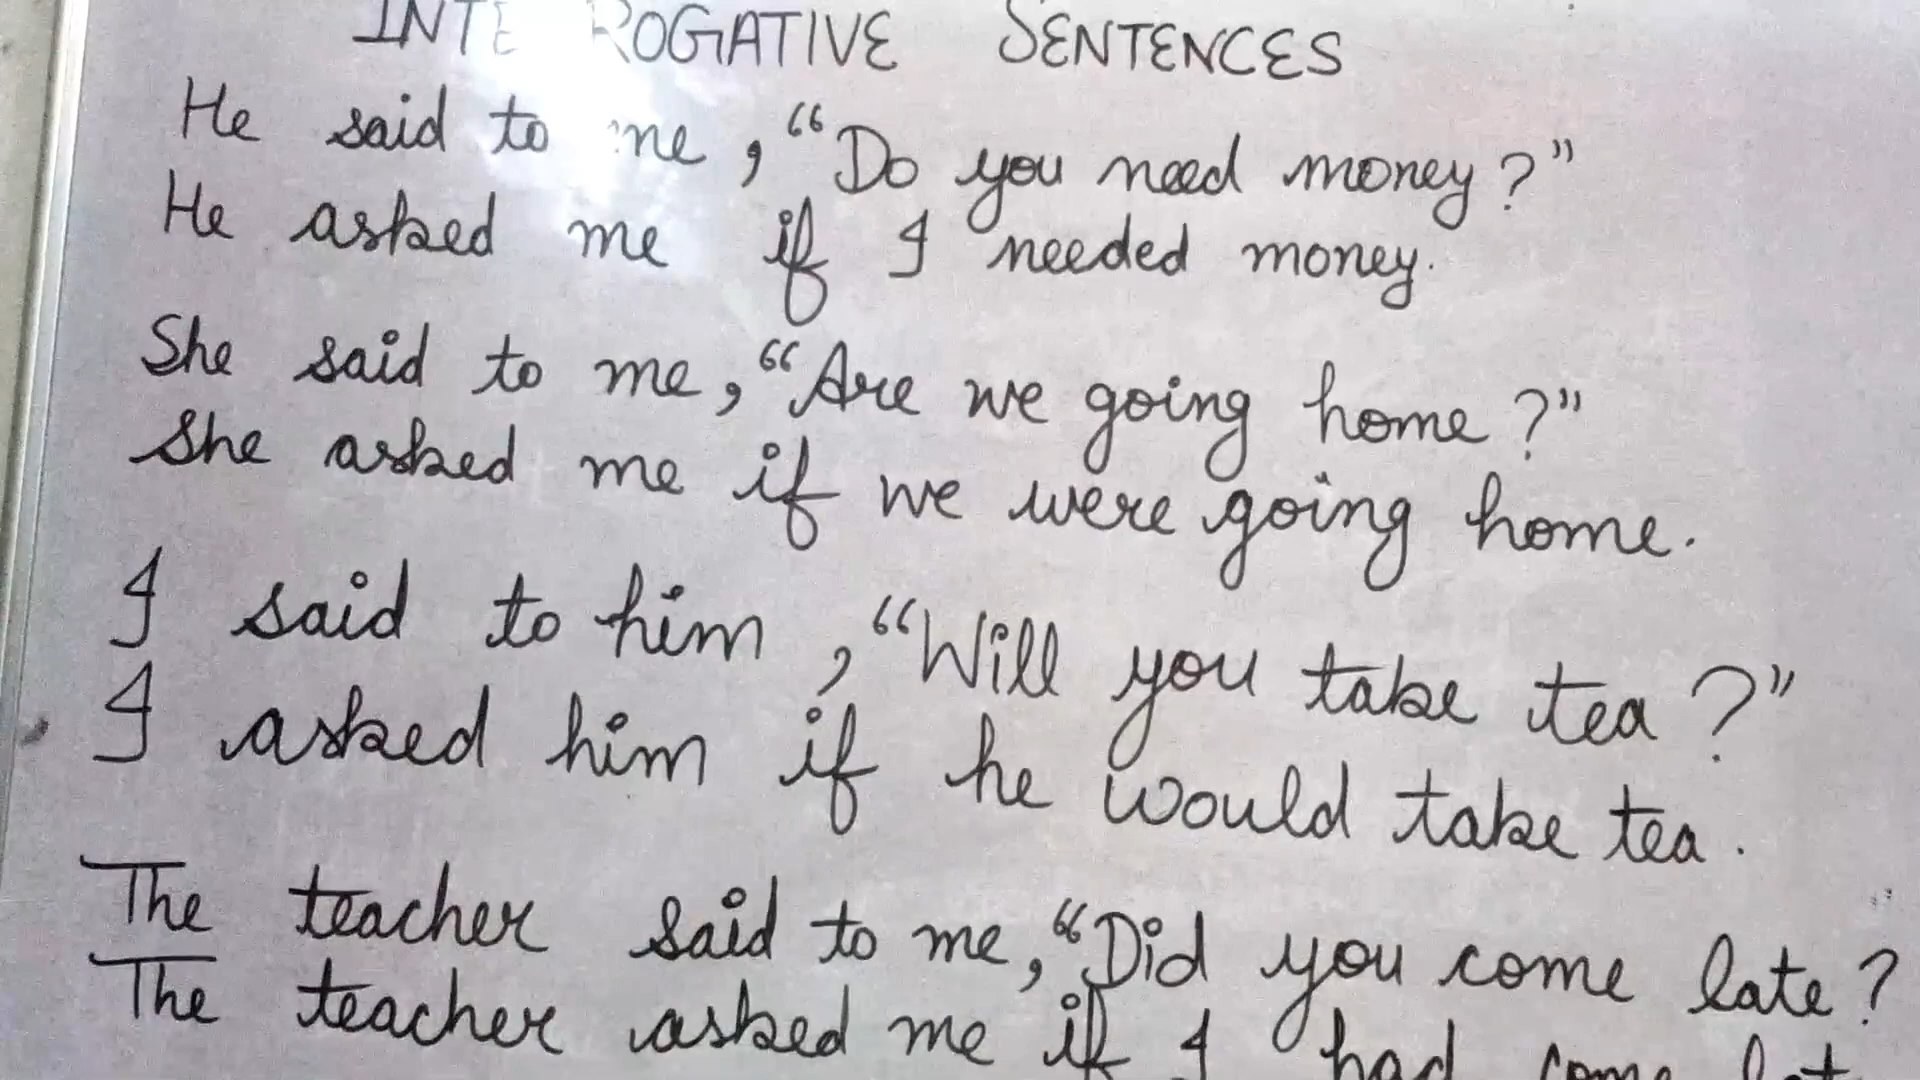 INTEROGATIVE SENTENCES
He said to me, "Do you need money?"
He asked me if I needed money.
She said to me, "Are we going home?"
She asked me if we were going home.
I said to him, "Will you take tea?"
I asked him if he would take tea.
The teacher said to me, "Did you come late?
The teacher asked me if I had come